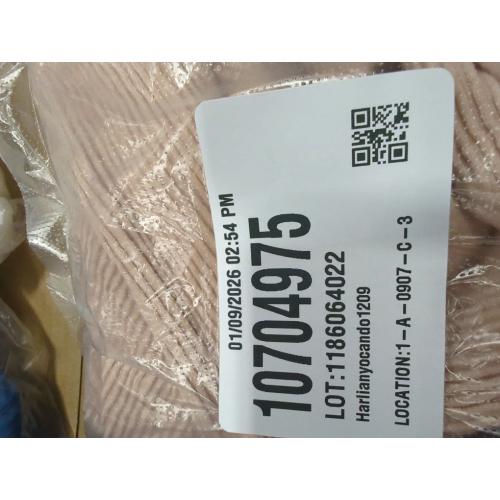 01/09/2026 02:54 PM
10704975
LOT:1186064022
Harlianyocando1209
LOCATION:1-A-0907-C-3